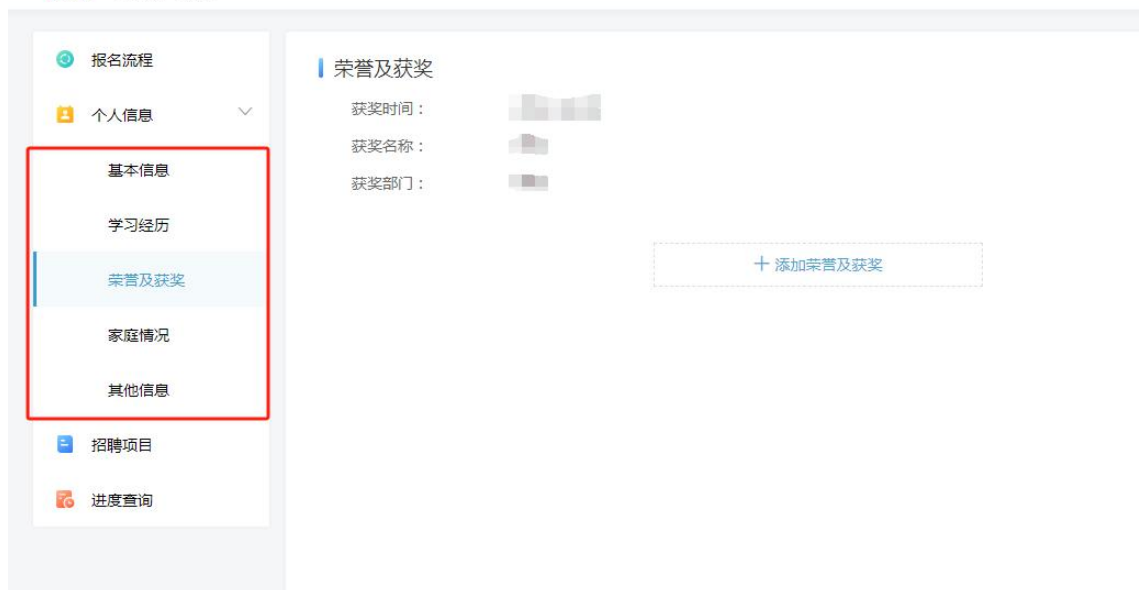 报名流程
个人信息
基本信息
学习经历
荣誉及获奖
家庭情况
其他信息
招聘项目
进度查询
荣誉及获奖
获奖时间：
获奖名称：
获奖部门：
+ 添加荣誉及获奖